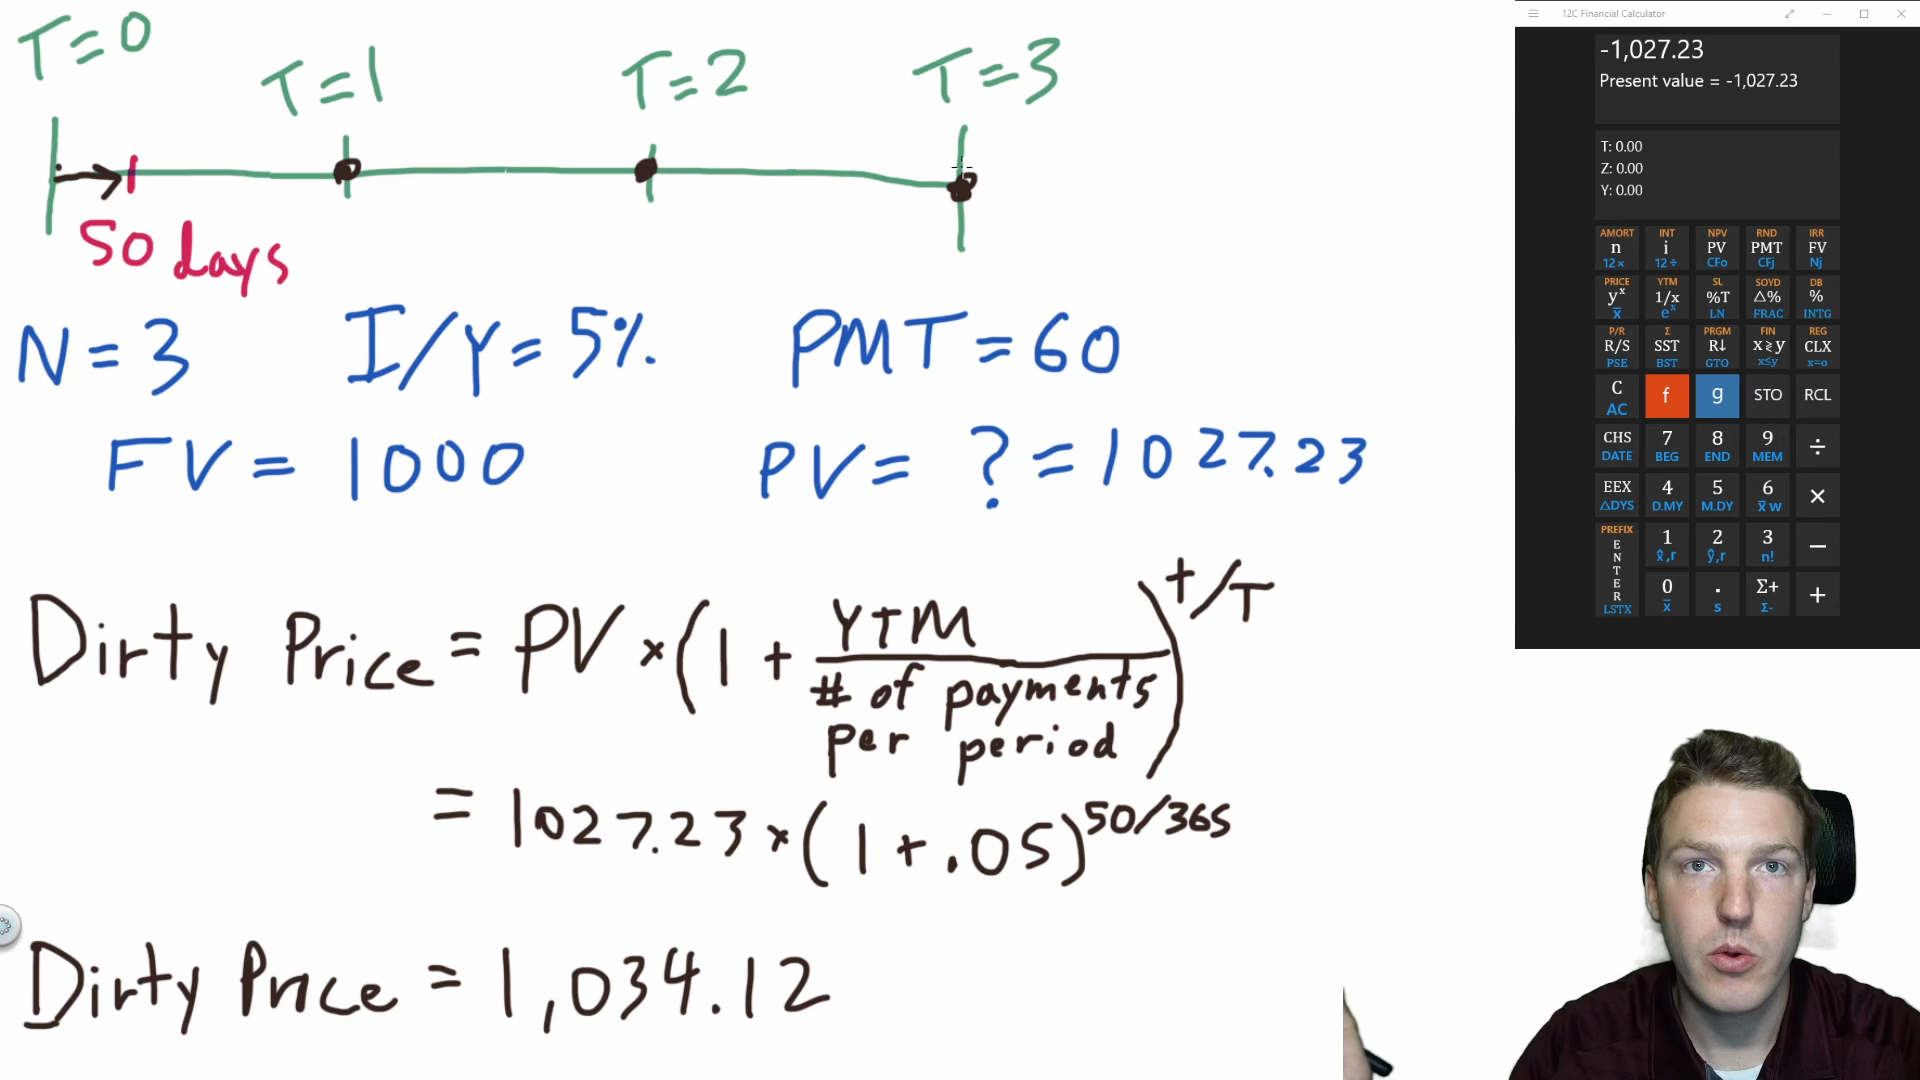 T=0
T=1
T=2
T=3
50 days
N=3 I/Y=5% PMT=60
FV=1000 PV=?=1027.23
Dirty Price = PV × (1 + YTM / # of payments per period)^t/T
= 1027.23 × (1 + .05)^50/365
Dirty Price = 1,034.12
12C Financial Calculator
-1,027.23
Present value = -1,027.23
T: 0.00
Z: 0.00
Y: 0.00
AMORT INT NPV RND IRR
n i PV PMT FV
12× 12÷ CFo CFj Nj
PRICE YTM SL SOYD DB
yˣ 1/x %T Δ% %
x̄ eˣ LN FRAC INTG
P/R Σ PRGM FIN REG
R/S SST R↓ x≷y CLX
PSE BST GTO x≤y x=0
C f g STO RCL
AC
CHS 7 8 9 ÷
DATE BEG END MEM
EEX 4 5 6 ×
ΔDYS D.MY M.DY x̄w
PREFIX
ENTER 1 2 3 −
x̂,r ŷ,r n!
0 . Σ+ +
LSTX x̄ s Σ-